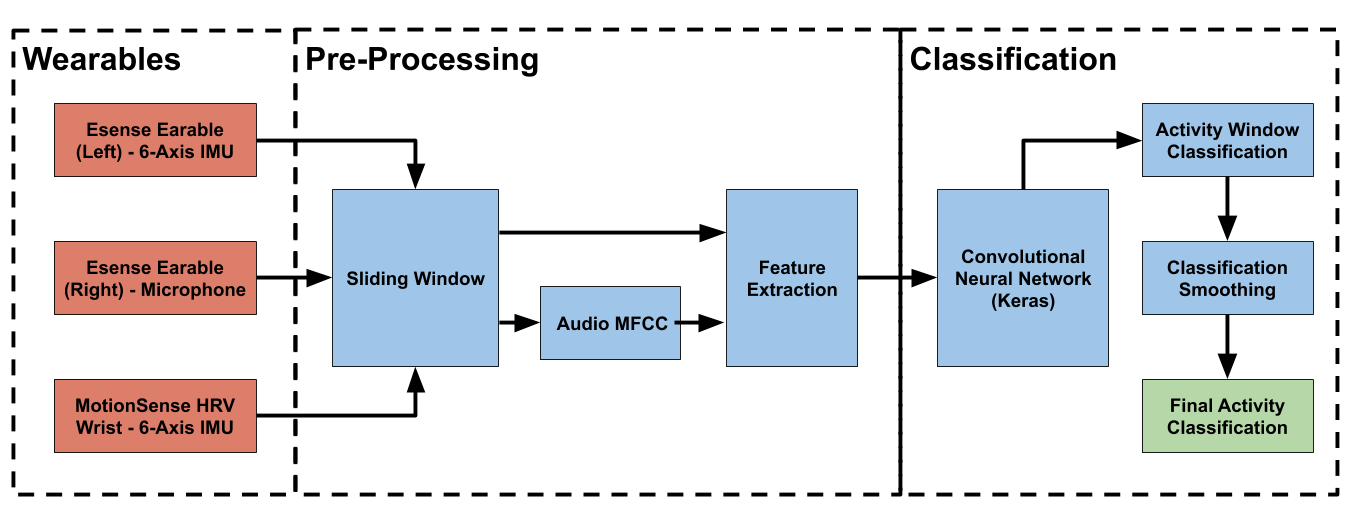 Wearables
Esense Earable
(Left) - 6-Axis IMU
Esense Earable
(Right) - Microphone
MotionSense HRV
Wrist - 6-Axis IMU
Pre-Processing
Sliding Window
Audio MFCC
Feature
Extraction
Classification
Convolutional
Neural Network
(Keras)
Activity Window
Classification
Classification
Smoothing
Final Activity
Classification